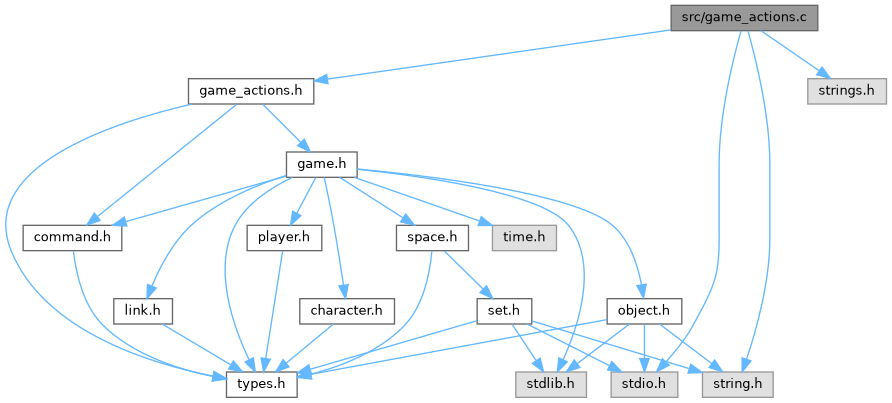 src/game_actions.c
game_actions.h
strings.h
game.h
command.h
player.h
space.h
time.h
link.h
character.h
set.h
object.h
types.h
stdlib.h
stdio.h
string.h